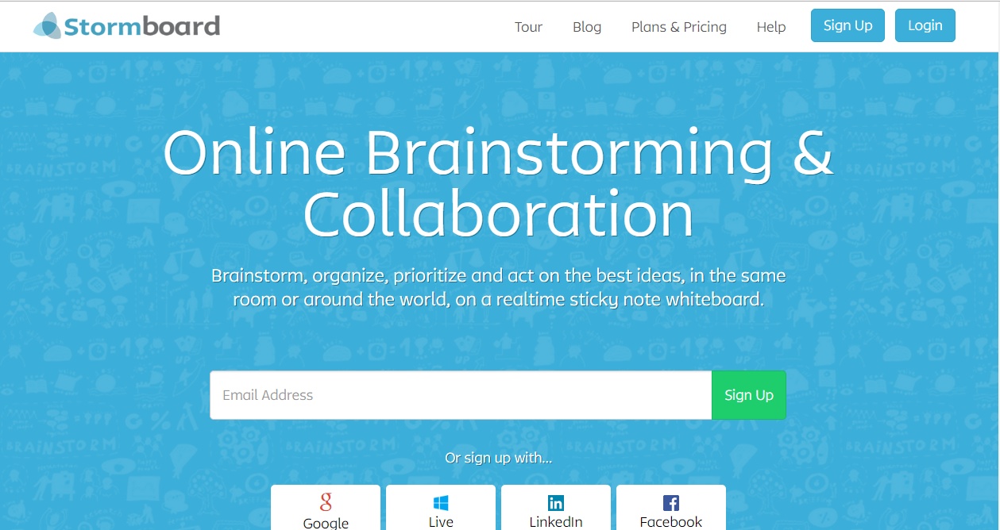 Stormboard
Tour Blog Plans & Pricing Help Sign Up Login
Online Brainstorming &
Collaboration
Brainstorm, organize, prioritize and act on the best ideas, in the same
room or around the world, on a realtime sticky note whiteboard.
Email Address Sign Up
Or sign up with...
Google Live LinkedIn Facebook
BRAINSTORM